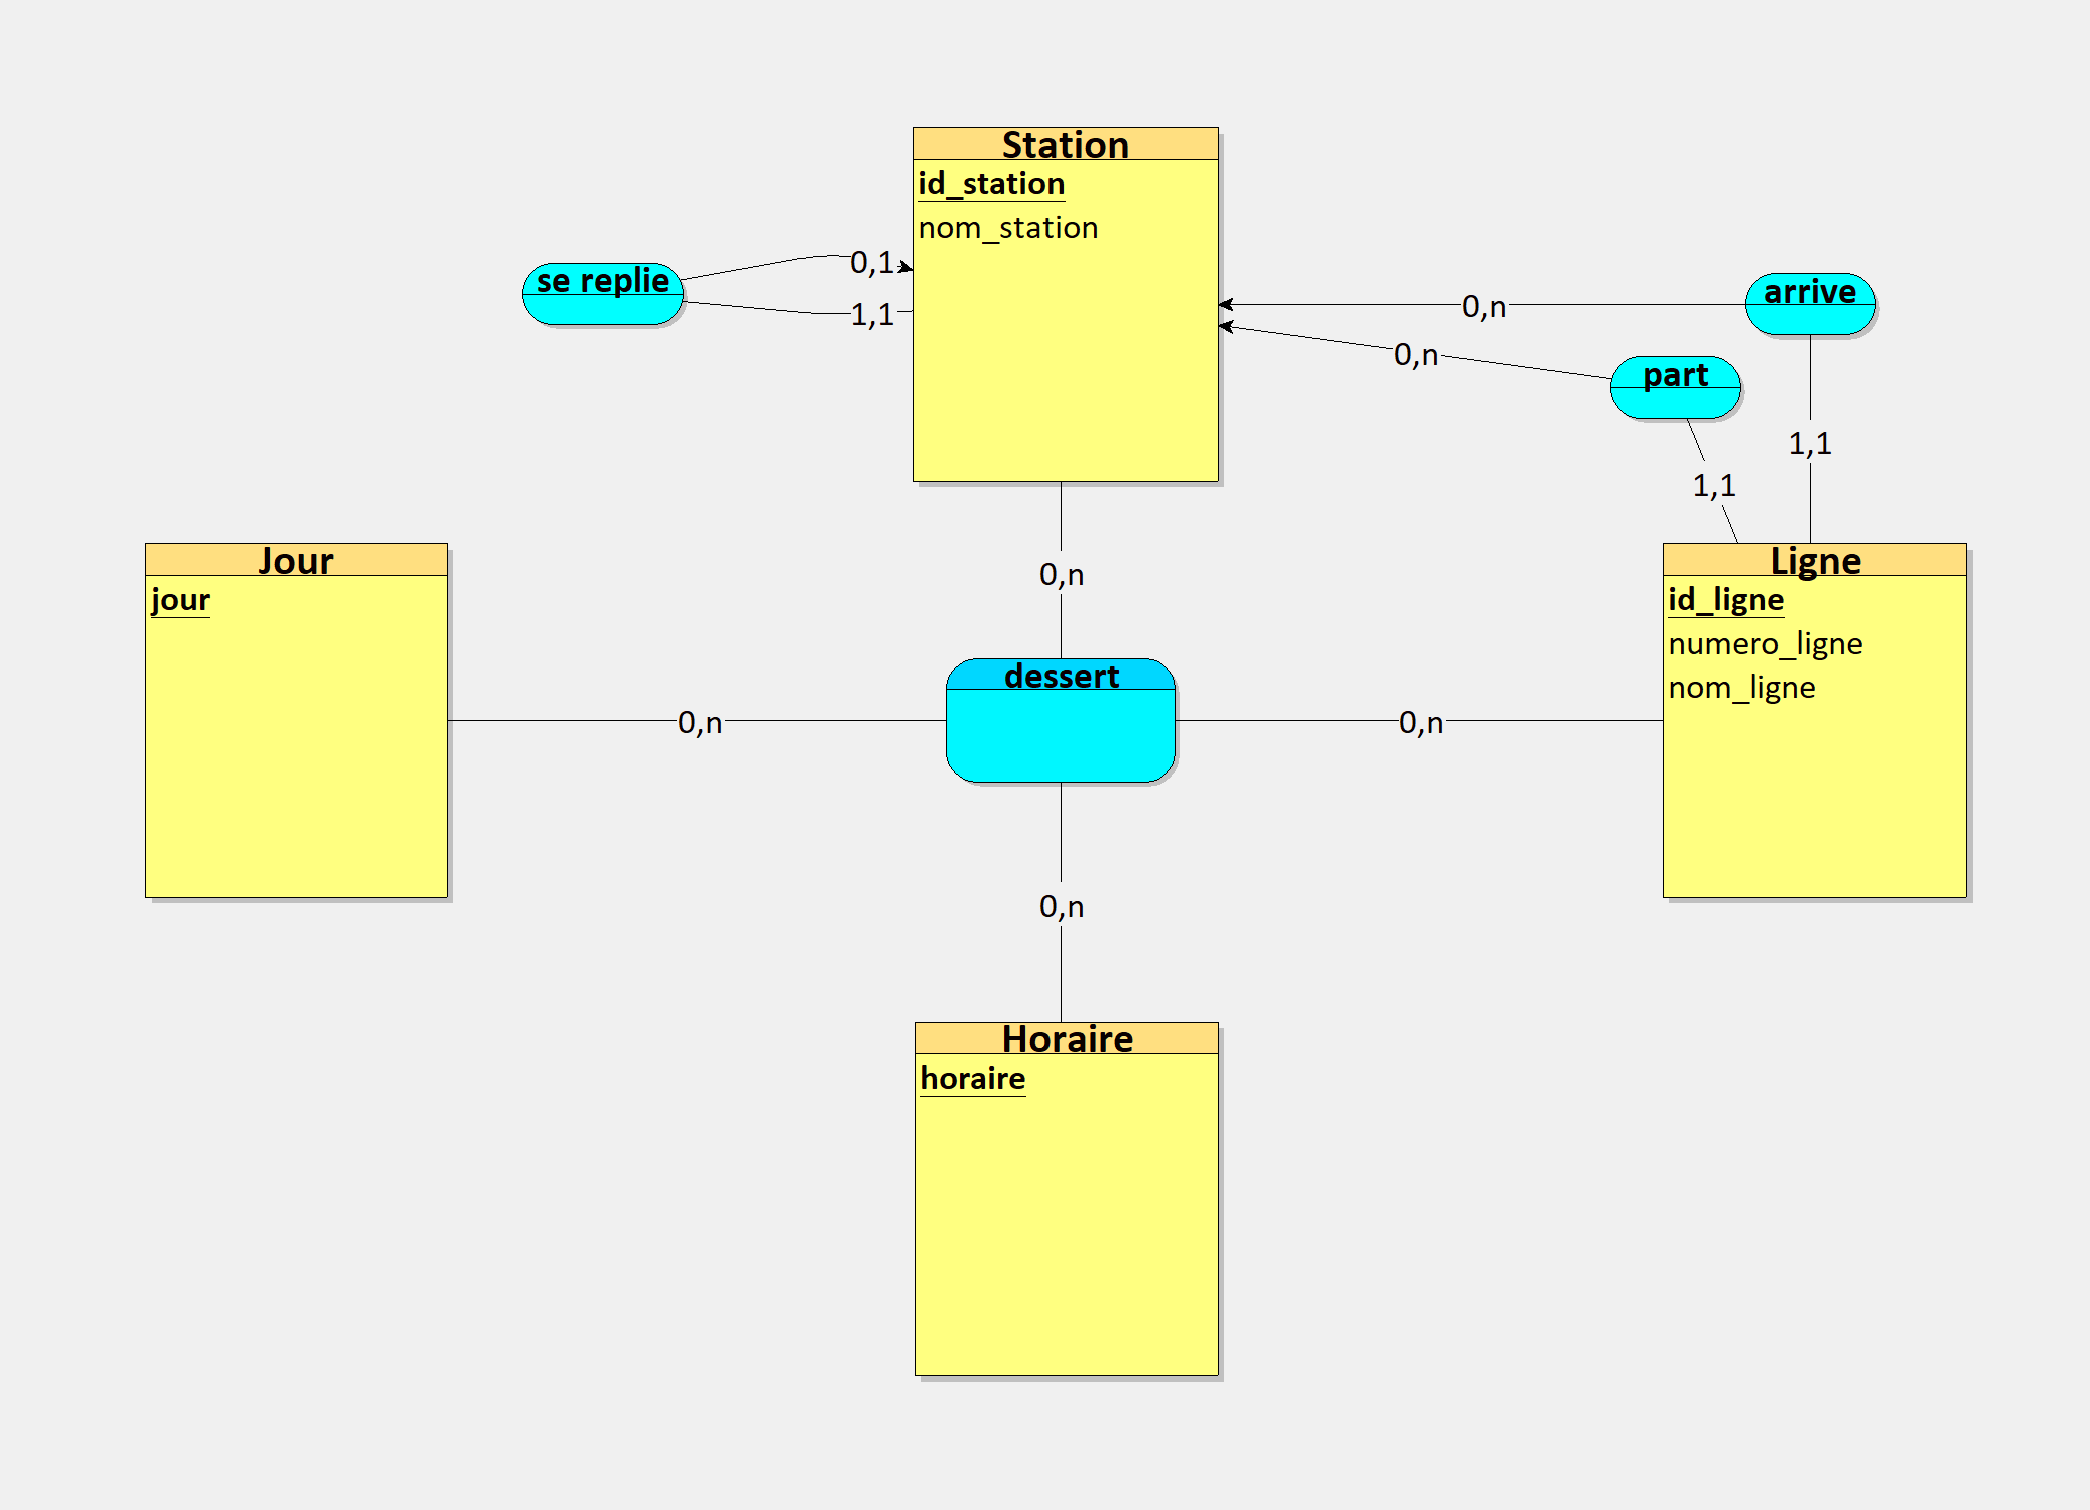 Station
id_station
nom_station
se replie
0,1
1,1
0,n
arrive
0,n
part
1,1
1,1
0,n
Jour
jour
Ligne
id_ligne
numero_ligne
nom_ligne
dessert
0,n
0,n
0,n
Horaire
horaire